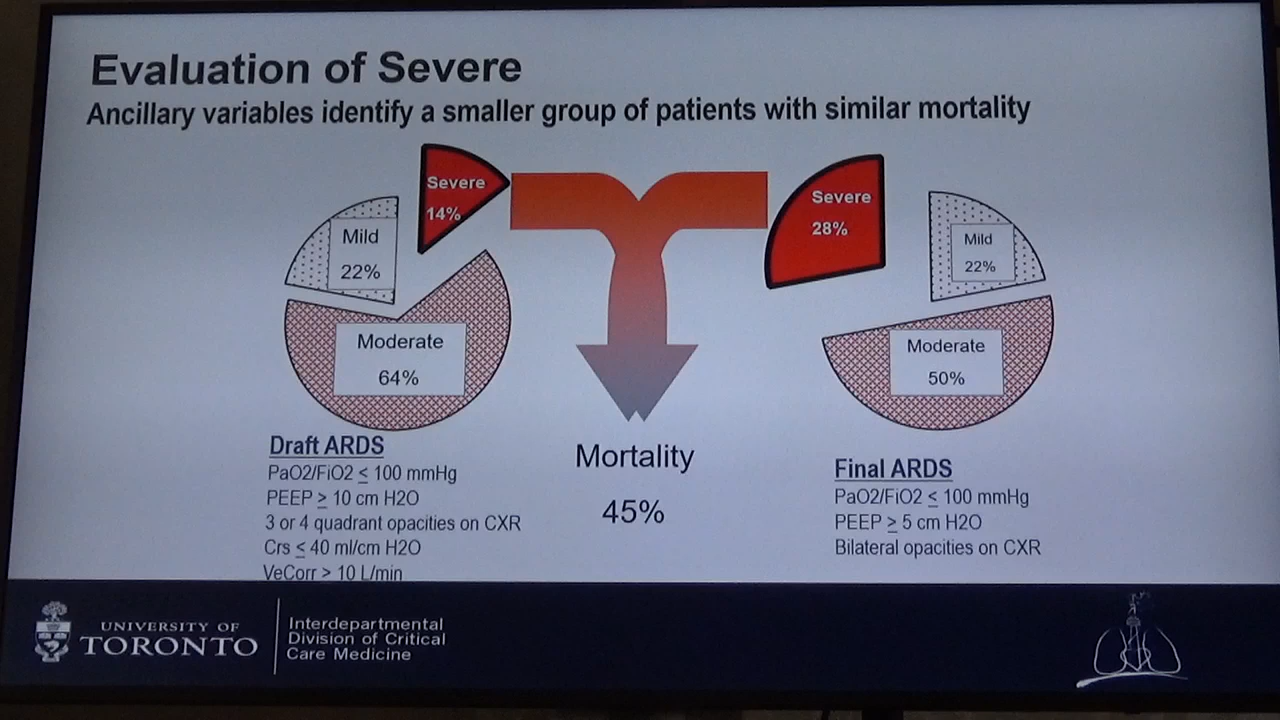 Evaluation of Severe
Ancillary variables identify a smaller group of patients with similar mortality
Severe
14%
Mild
22%
Moderate
64%
Severe
28%
Mild
22%
Moderate
50%
Draft ARDS
PaO2/FiO2 ≤ 100 mmHg
PEEP ≥ 10 cm H2O
3 or 4 quadrant opacities on CXR
Crs ≤ 40 ml/cm H2O
VeCorr > 10 L/min
Mortality
45%
Final ARDS
PaO2/FiO2 ≤ 100 mmHg
PEEP ≥ 5 cm H2O
Bilateral opacities on CXR
UNIVERSITY OF
TORONTO
Interdepartmental
Division of Critical
Care Medicine